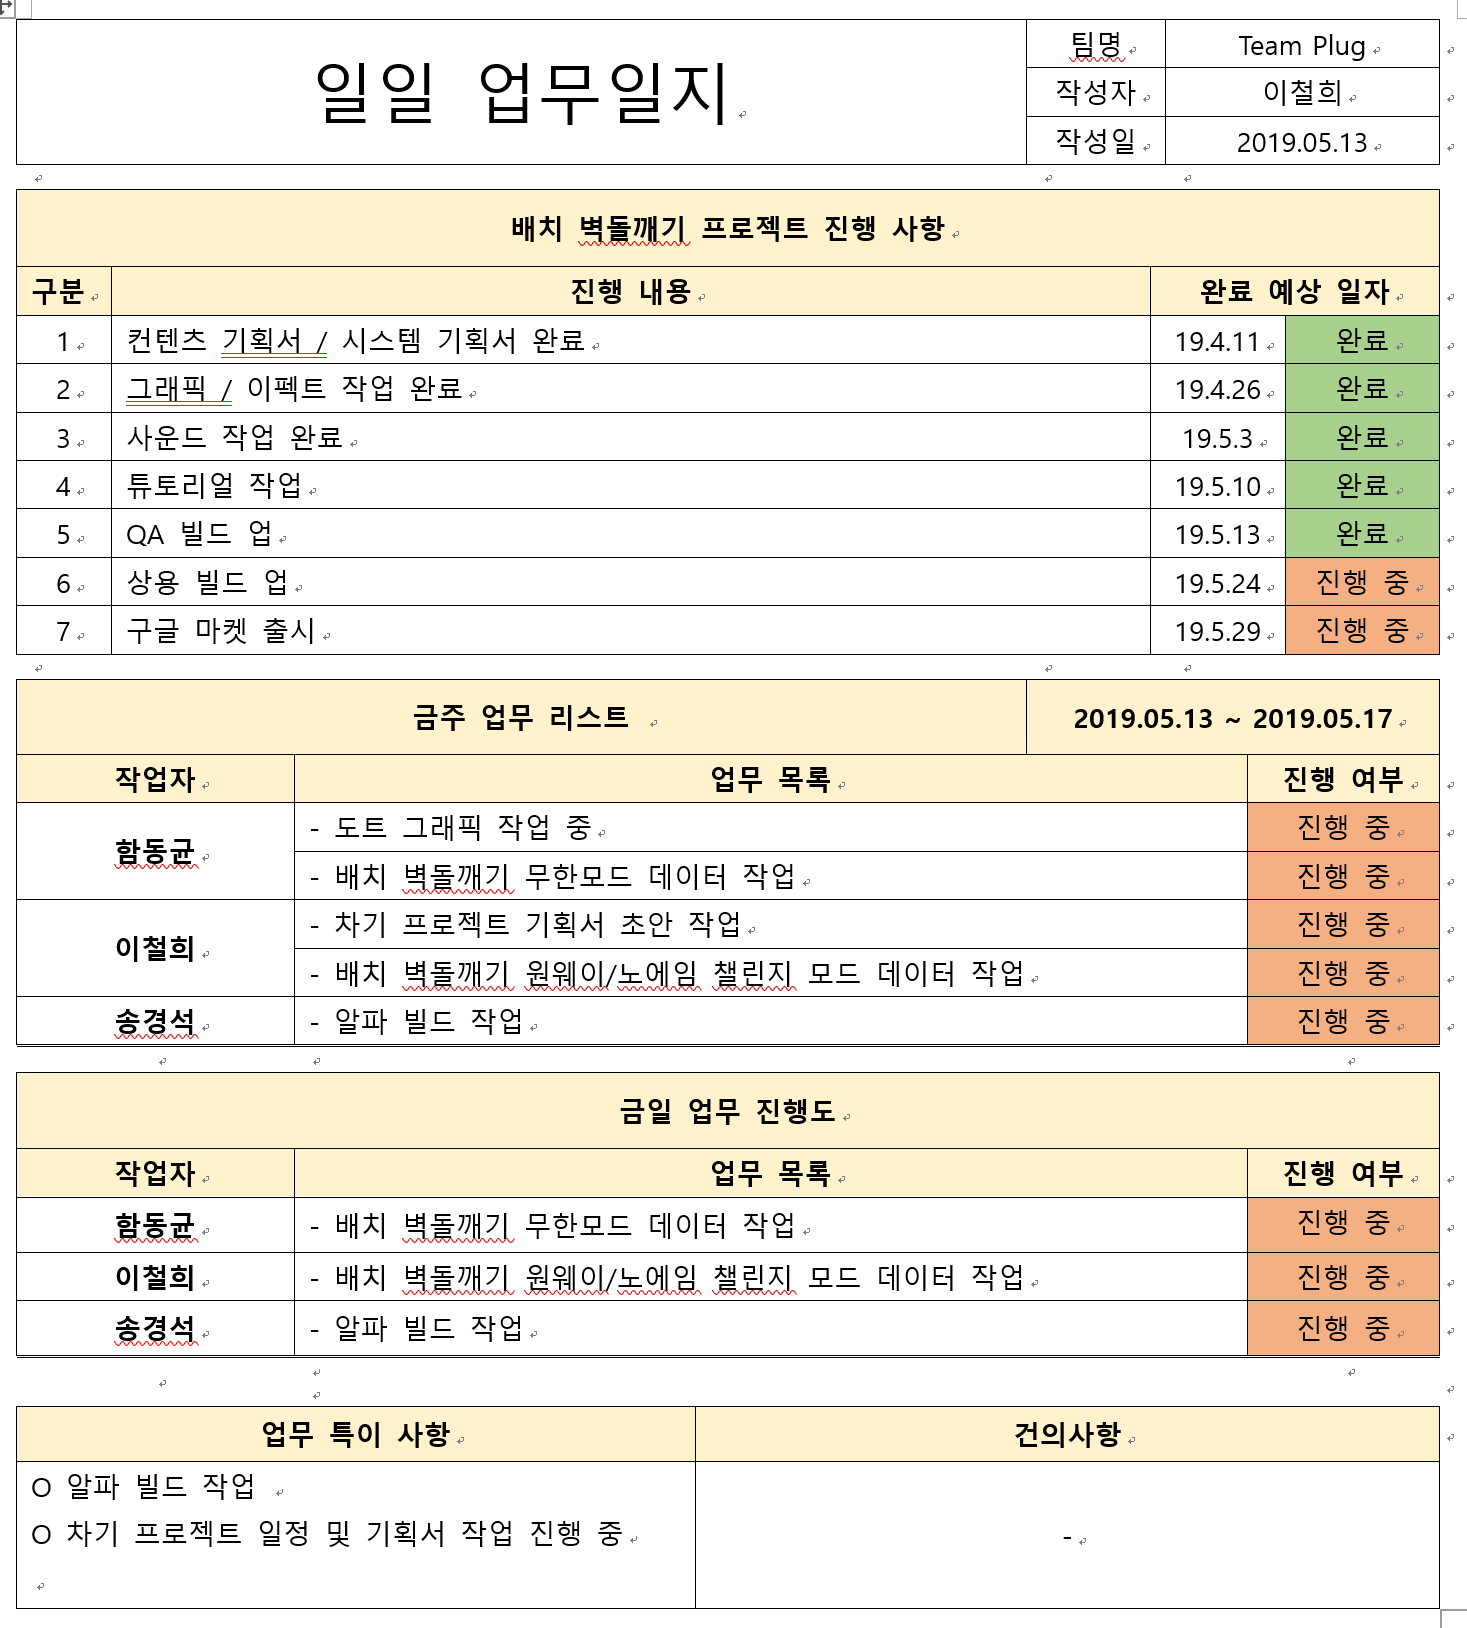 일일 업무일지
팀명 Team Plug
작성자 이철희
작성일 2019.05.13
배치 벽돌깨기 프로젝트 진행 사항
구분 진행 내용 완료 예상 일자
1 컨텐츠 기획서 / 시스템 기획서 완료 19.4.11 완료
2 그래픽 / 이펙트 작업 완료 19.4.26 완료
3 사운드 작업 완료 19.5.3 완료
4 튜토리얼 작업 19.5.10 완료
5 QA 빌드 업 19.5.13 완료
6 상용 빌드 업 19.5.24 진행 중
7 구글 마켓 출시 19.5.29 진행 중
금주 업무 리스트 2019.05.13 ~ 2019.05.17
작업자 업무 목록 진행 여부
함동균
- 도트 그래픽 작업 중 진행 중
- 배치 벽돌깨기 무한모드 데이터 작업 진행 중
이철희
- 차기 프로젝트 기획서 초안 작업 진행 중
- 배치 벽돌깨기 원웨이/노에임 챌린지 모드 데이터 작업 진행 중
송경석 - 알파 빌드 작업 진행 중
금일 업무 진행도
작업자 업무 목록 진행 여부
함동균 - 배치 벽돌깨기 무한모드 데이터 작업 진행 중
이철희 - 배치 벽돌깨기 원웨이/노에임 챌린지 모드 데이터 작업 진행 중
송경석 - 알파 빌드 작업 진행 중
업무 특이 사항 건의사항
O 알파 빌드 작업
O 차기 프로젝트 일정 및 기획서 작업 진행 중
-